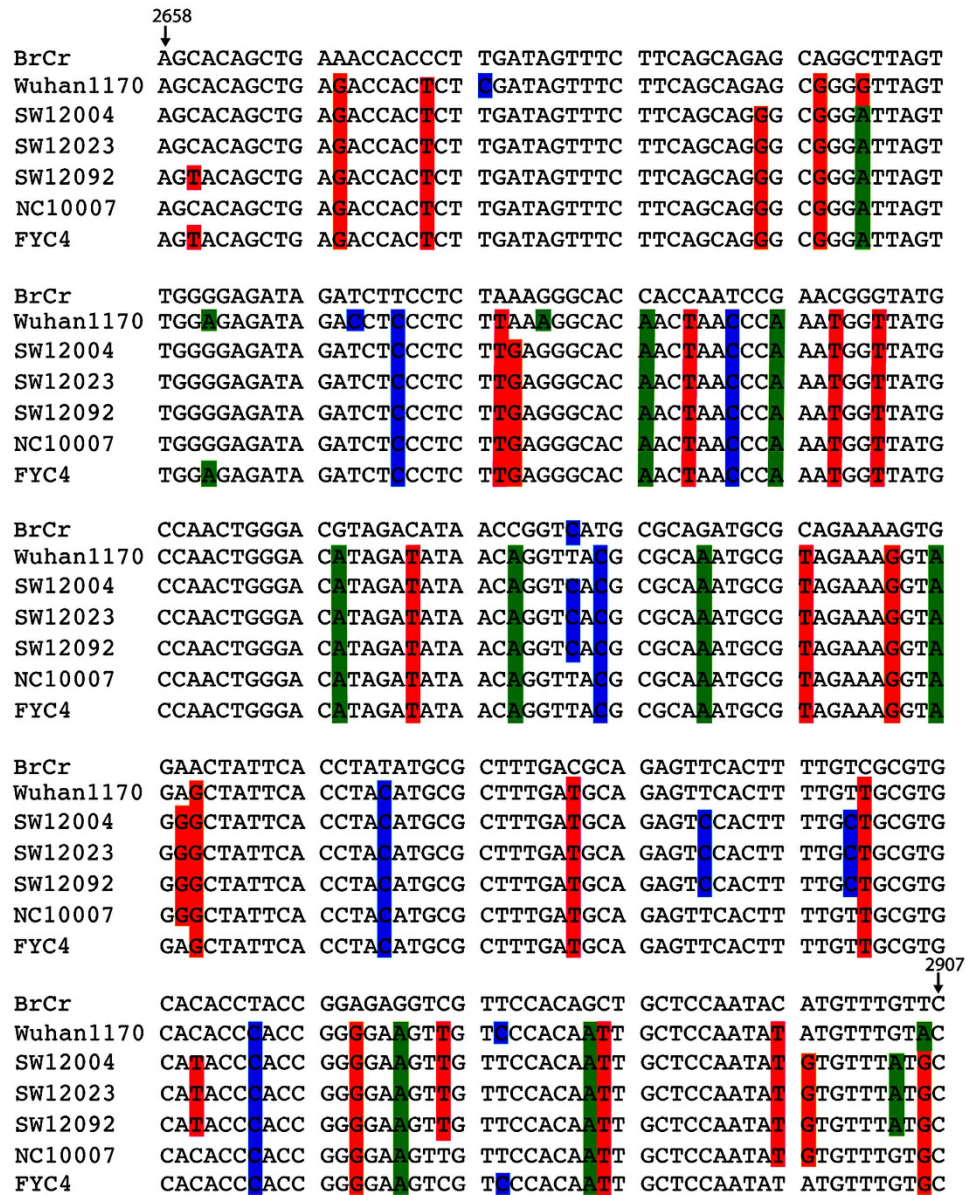 2658
BrCr AGCACAGCTG AAACCACCCT TGATAGTTTC TTCAGCAGAG CAGGCTTAGT
Wuhan1170 AGCACAGCTG AGACCACTCT CGATAGTTTC TTCAGCAGAG CGGGGTTAGT
SW12004 AGCACAGCTG AGACCACTCT TGATAGTTTC TTCAGCAGGG CGGGATTAGT
SW12023 AGCACAGCTG AGACCACTCT TGATAGTTTC TTCAGCAGGG CGGGATTAGT
SW12092 AGTACAGCTG AGACCACTCT TGATAGTTTC TTCAGCAGGG CGGGATTAGT
NC10007 AGCACAGCTG AGACCACTCT TGATAGTTTC TTCAGCAGGG CGGGATTAGT
FYC4 AGTACAGCTG AGACCACTCT TGATAGTTTC TTCAGCAGGG CGGGATTAGT
BrCr TGGGGAGATA GATCTTCCTC TAAAGGGCAC CACCAATCCG AACGGGTATG
Wuhan1170 TGGAGAGATA GACCTCCCTC TTAAAGGCAC AACTAACCCA AATGGTTATG
SW12004 TGGGGAGATA GATCTCCCTC TTGAGGGCAC AACTAACCCA AATGGTTATG
SW12023 TGGGGAGATA GATCTCCCTC TTGAGGGCAC AACTAACCCA AATGGTTATG
SW12092 TGGGGAGATA GATCTCCCTC TTGAGGGCAC AACTAACCCA AATGGTTATG
NC10007 TGGGGAGATA GATCTCCCTC TTGAGGGCAC AACTAACCCA AATGGTTATG
FYC4 TGGAGAGATA GATCTCCCTC TTGAGGGCAC AACTAACCCA AATGGTTATG
BrCr CCAACTGGGA CGTAGACATAA ACCGGTCATG CGCAGATGCG CAGAAAAGTG
Wuhan1170 CCAACTGGGA CATAGATATAA ACAGGTTACG CGCAAATGCG TAGAAAGGTA
SW12004 CCAACTGGGA CATAGATATAA ACAGGTCACG CGCAAATGCG TAGAAAGGTA
SW12023 CCAACTGGGA CATAGATATAA ACAGGTCACG CGCAAATGCG TAGAAAGGTA
SW12092 CCAACTGGGA CATAGATATAA ACAGGTCACG CGCAAATGCG TAGAAAGGTA
NC10007 CCAACTGGGA CATAGATATAA ACAGGTTACG CGCAAATGCG TAGAAAGGTA
FYC4 CCAACTGGGA CATAGATATAA ACAGGTTACG CGCAAATGCG TAGAAAGGTA
BrCr GAACTATTCA CCTATATGCG CTTTGACGCA GAGTTCACTT TTGTCGCGTG
Wuhan1170 GAGCTATTCA CCTACATGCG CTTTGATGCA GAGTTCACTT TTGTTGCGTG
SW12004 GGGCTATTCA CCTACATGCG CTTTGATGCA GAGTCCACTT TTGCTGCGTG
SW12023 GGGCTATTCA CCTACATGCG CTTTGATGCA GAGTCCACTT TTGCTGCGTG
SW12092 GGGCTATTCA CCTACATGCG CTTTGATGCA GAGTCCACTT TTGCTGCGTG
NC10007 GGGCTATTCA CCTACATGCG CTTTGATGCA GAGTTCACTT TTGTTGCGTG
FYC4 GAGCTATTCA CCTACATGCG CTTTGATGCA GAGTTCACTT TTGTTGCGTG
2907
BrCr CACACCTACC GGAGAGGTCG TTCCACAGCT GCTCCAATACA ATGTTTGTTC
Wuhan1170 CACACCCACC GGGGAAGTTG TCCCACAATT GCTCCAATAT ATGTTTGTAC
SW12004 CATACCCACC GGGGAAGTTG TTCCACAATT GCTCCAATAT GTGTTTATGC
SW12023 CATACCCACC GGGGAAGTTG TTCCACAATT GCTCCAATAT GTGTTTATGC
SW12092 CATACCCACC GGGGAAGTTG TTCCACAATT GCTCCAATAT GTGTTTATGC
NC10007 CACACCCACC GGGGAAGTTG TTCCACAATT GCTCCAATAT GTGTTTGTGC
FYC4 CACACCCACC GGGGAAGTCG TCCCACAATT GCTCCAATAC ATGTTTGTGC